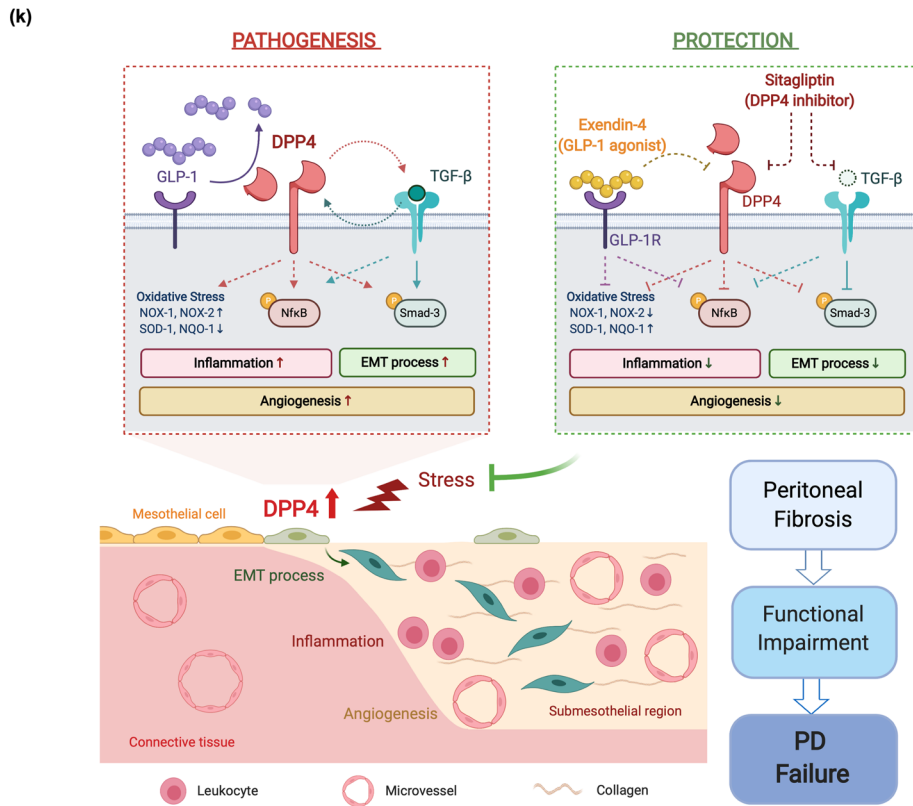 (k)
PATHOGENESIS
GLP-1
DPP4
TGF-β
Oxidative Stress
NOX-1, NOX-2↑
SOD-1, NQO-1↓
P
NfκB
P
Smad-3
Inflammation ↑
EMT process ↑
Angiogenesis ↑
PROTECTION
Sitagliptin
(DPP4 inhibitor)
Exendin-4
(GLP-1 agonist)
TGF-β
DPP4
GLP-1R
Oxidative Stress
NOX-1, NOX-2↓
SOD-1, NQO-1↑
P
NfκB
P
Smad-3
Inflammation ↓
EMT process ↓
Angiogenesis ↓
DPP4
Stress
Mesothelial cell
EMT process
Inflammation
Angiogenesis
Submesothelial region
Connective tissue
Leukocyte
Microvessel
Collagen
Peritoneal
Fibrosis
Functional
Impairment
PD
Failure